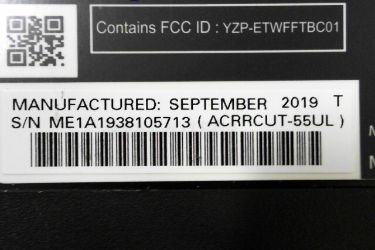 Contains FCC ID : YZP-ETWFFTBC01
MANUFACTURED: SEPTEMBER 2019 T
S/N ME1A1938105713 ( ACRRCUT-55UL )